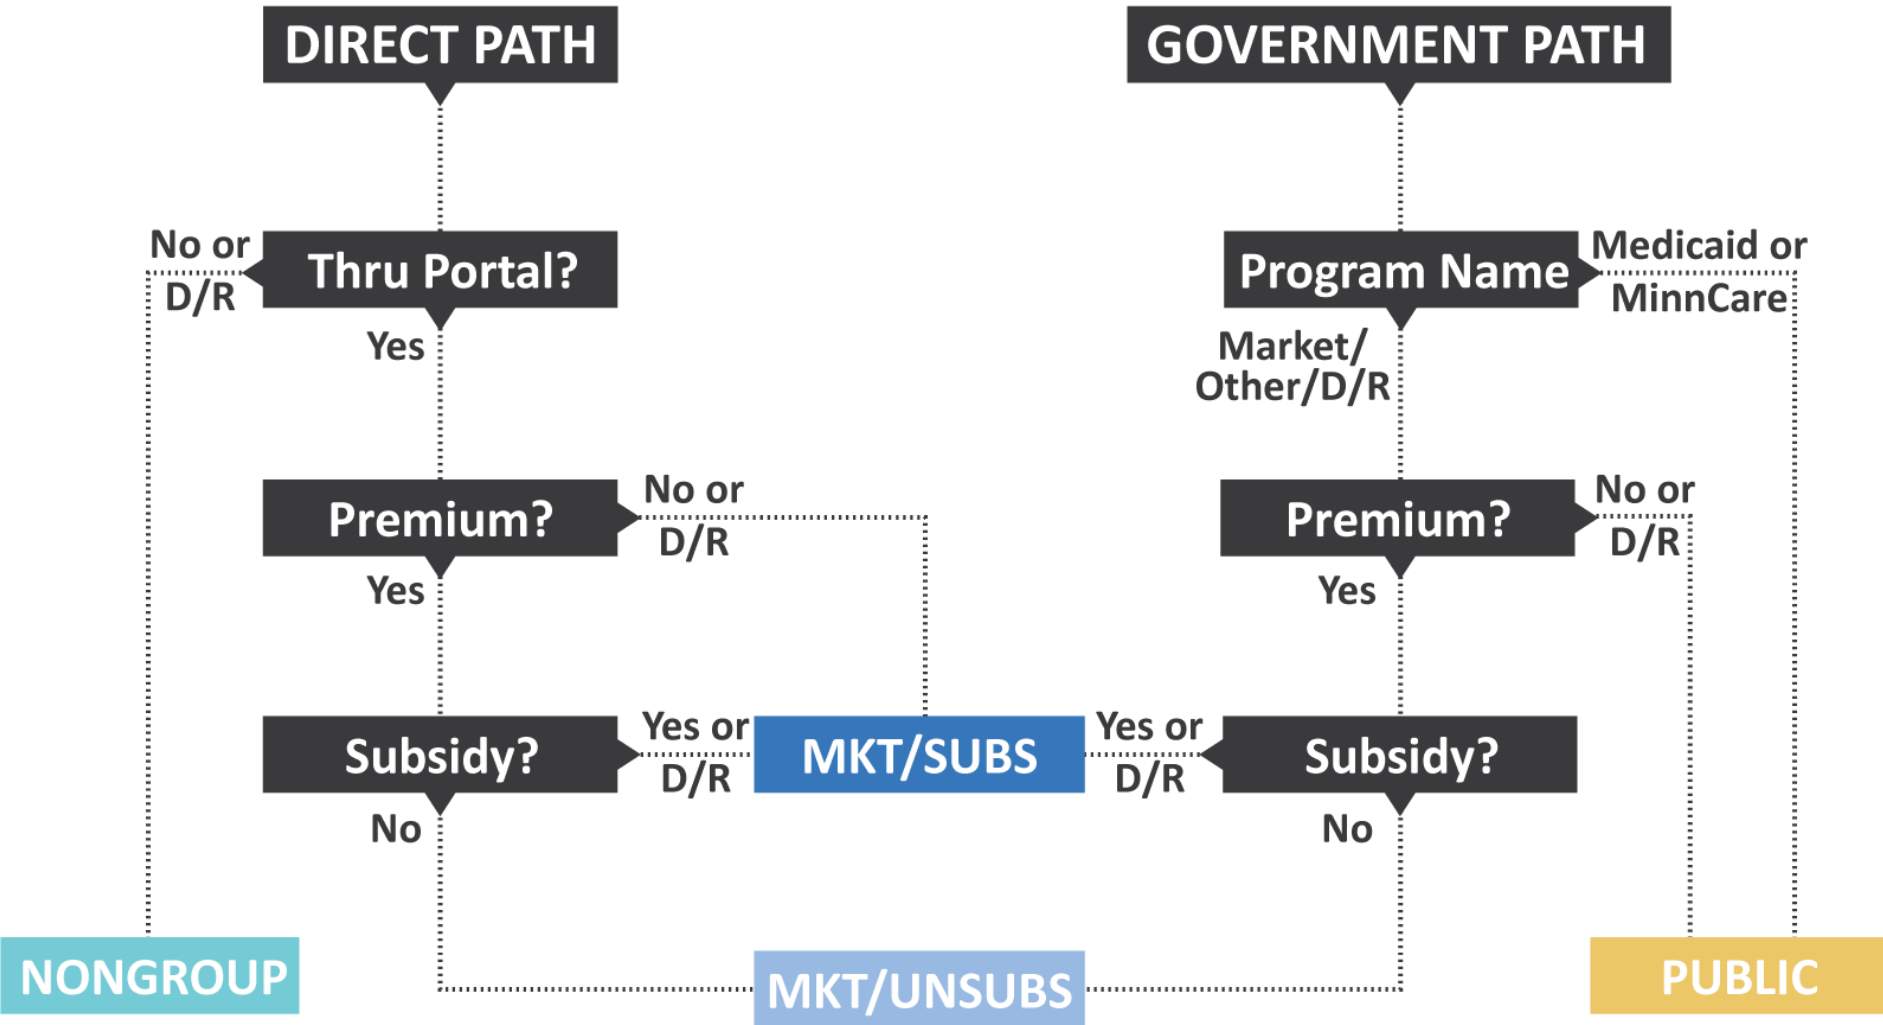 DIRECT PATH
GOVERNMENT PATH
No or
D/R
Thru Portal?
Yes
Program Name
Medicaid or
MinnCare
Market/
Other/D/R
Premium?
No or
D/R
Yes
Premium?
No or
D/R
Yes
Subsidy?
Yes or
D/R
MKT/SUBS
Yes or
D/R
Subsidy?
No
No
NONGROUP
MKT/UNSUBS
PUBLIC